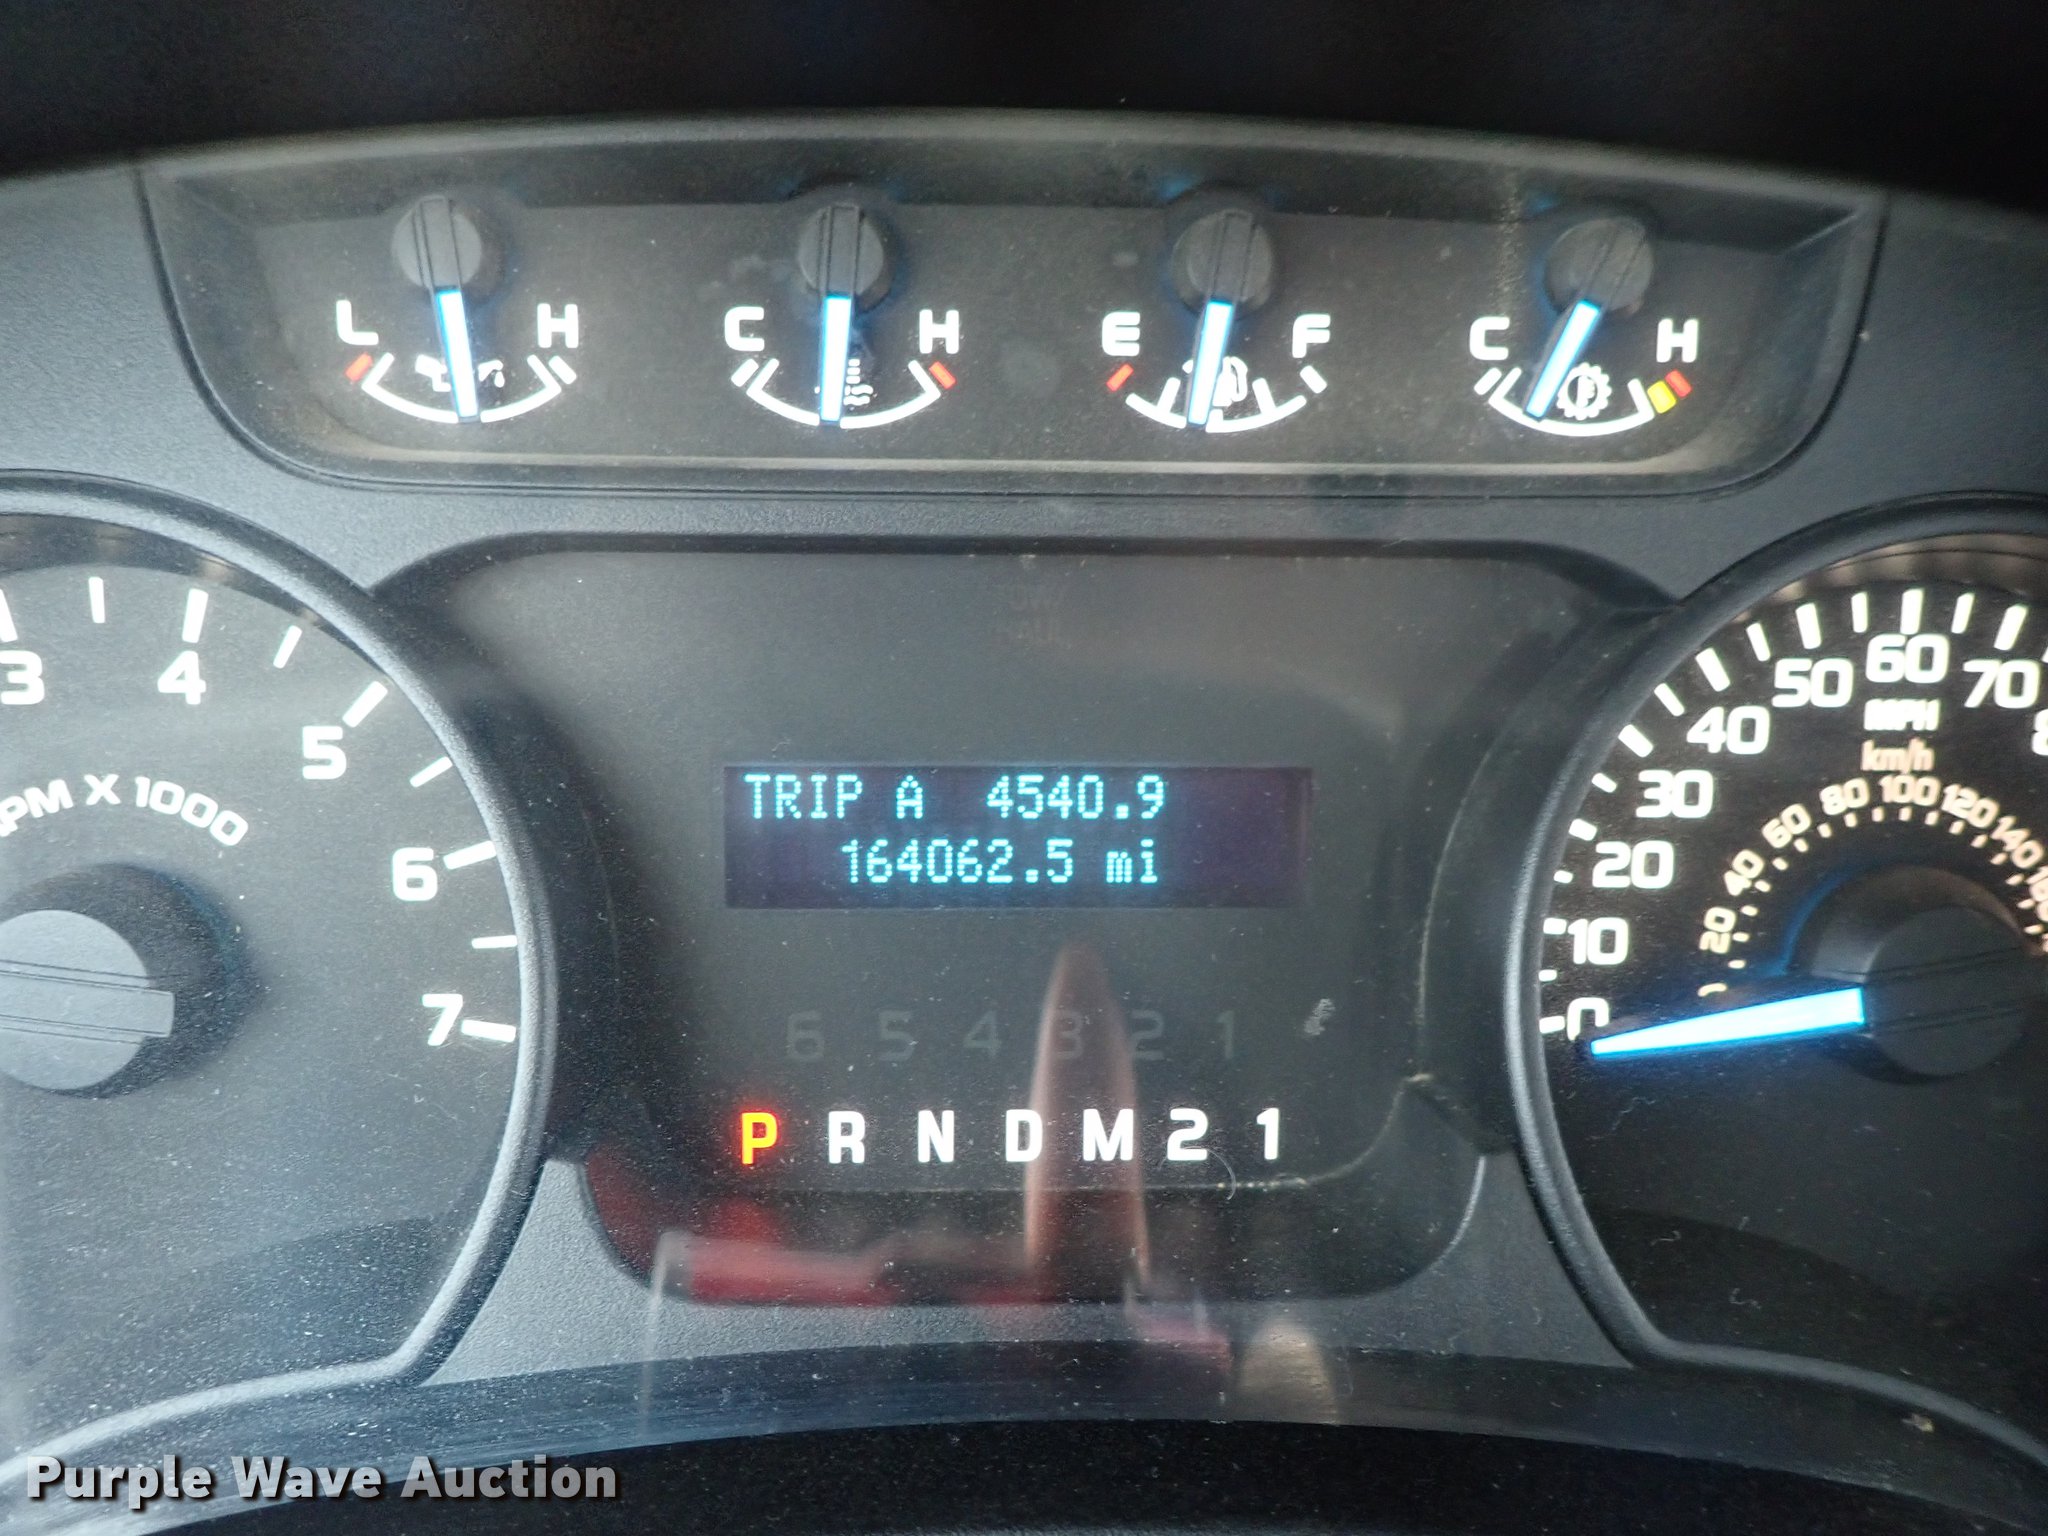 L H
C H
E F
C H
3 4 5 6 7
RPM X 1000
TRIP A 4540.9
164062.5 mi
6 5 4 3 2 1
P R N D M 2 1
0 10 20 30 40 50 60 70
MPH
km/h
20 40 60 80 100 120 140
Purple Wave Auction